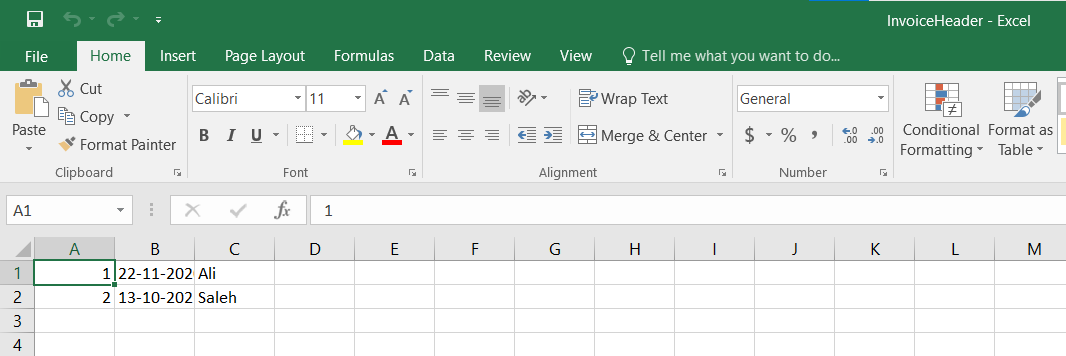 InvoiceHeader - Excel
File Home Insert Page Layout Formulas Data Review View Tell me what you want to do...
Paste
Cut
Copy
Format Painter
Clipboard
Calibri 11 A A
B I U A
Font
Wrap Text
Merge & Center
Alignment
General
$ % , .0 .00 .00 .0
Number
Conditional Formatting
Format as Table
A1 fx 1
A B C D E F G H I J K L M
1 1 22-11-202 Ali
2 2 13-10-202 Saleh
3
4